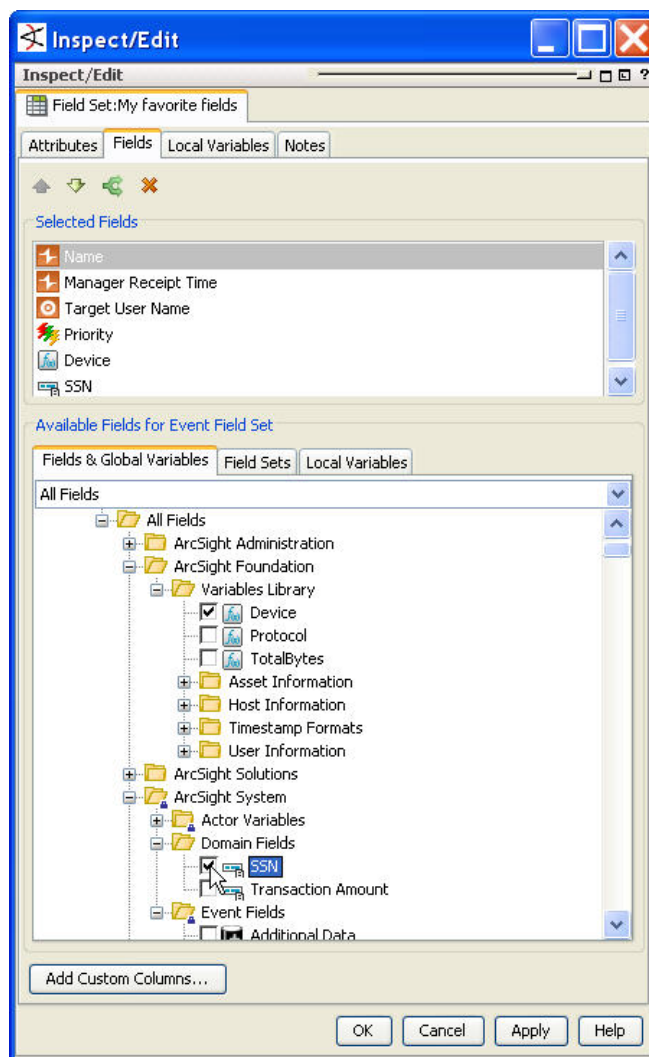 Inspect/Edit
Inspect/Edit
Field Set:My favorite fields
Attributes Fields Local Variables Notes
Selected Fields
Name
Manager Receipt Time
Target User Name
Priority
Device
SSN
Available Fields for Event Field Set
Fields & Global Variables Field Sets Local Variables
All Fields
All Fields
ArcSight Administration
ArcSight Foundation
Variables Library
Device
Protocol
TotalBytes
Asset Information
Host Information
Timestamp Formats
User Information
ArcSight Solutions
ArcSight System
Actor Variables
Domain Fields
SSN
Transaction Amount
Event Fields
Additional Data
Add Custom Columns...
OK Cancel Apply Help